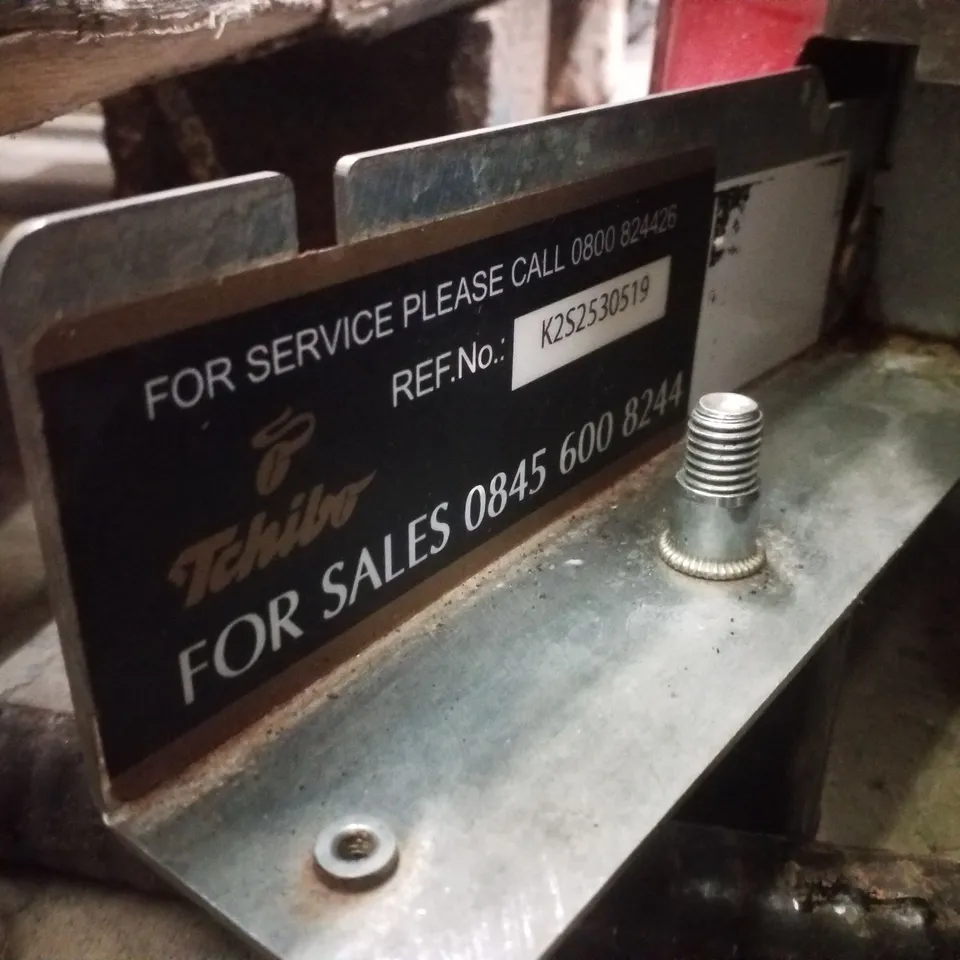 FOR SERVICE PLEASE CALL 0800 824426
REF.No.: K2S2530519
Tchibo
FOR SALES 0845 600 8244